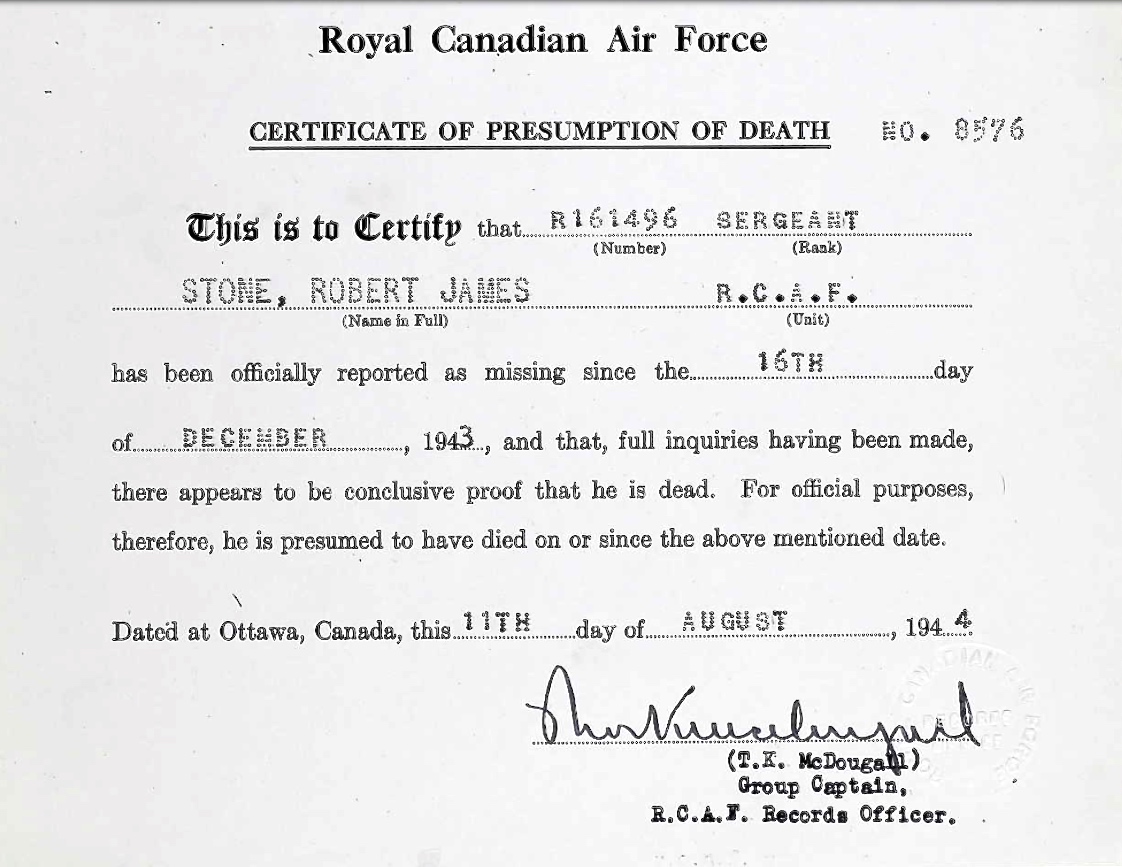 Royal Canadian Air Force
CERTIFICATE OF PRESUMPTION OF DEATH NO. 8576
This is to Certify that R161496 SERGEANT
(Number) (Rank)
STONE, ROBERT JAMES R.C.A.F.
(Name in Full) (Unit)
has been officially reported as missing since the 16TH day
of DECEMBER, 1943, and that, full inquiries having been made,
there appears to be conclusive proof that he is dead. For official purposes,
therefore, he is presumed to have died on or since the above mentioned date.
Dated at Ottawa, Canada, this 11TH day of AUGUST, 1944
(T.K. McDougall)
Group Captain,
R.C.A.F. Records Officer.